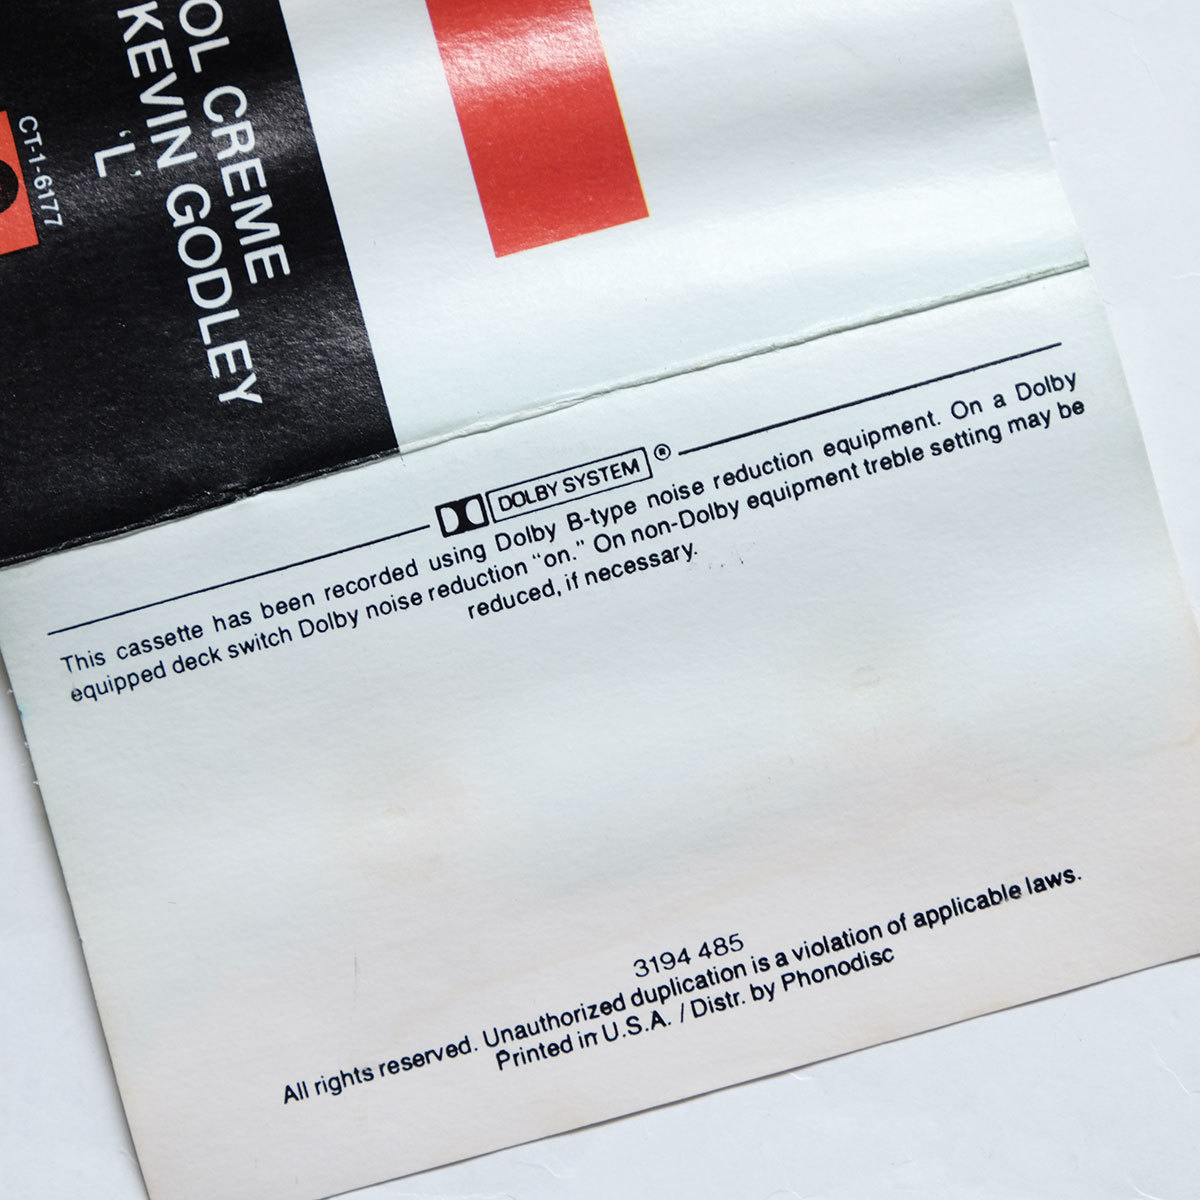 OL CREME
KEVIN GODLEY
'L'
CT-1-6177
DOLBY SYSTEM ®
This cassette has been recorded using Dolby B-type noise reduction equipment. On a Dolby
equipped deck switch Dolby noise reduction "on." On non-Dolby equipment treble setting may be
reduced, if necessary.
3194 485
All rights reserved. Unauthorized duplication is a violation of applicable laws.
Printed in U.S.A. / Distr. by Phonodisc